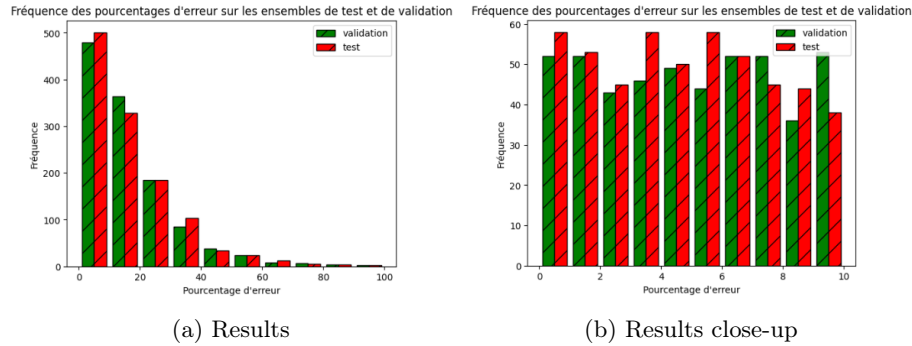 Fréquence des pourcentages d'erreur sur les ensembles de test et de validation
500
400
300
200
100
0
Fréquence
validation
test
0 20 40 60 80 100
Pourcentage d'erreur
(a) Results
Fréquence des pourcentages d'erreur sur les ensembles de test et de validation
60
50
40
30
20
10
0
Fréquence
validation
test
0 2 4 6 8 10
Pourcentage d'erreur
(b) Results close-up